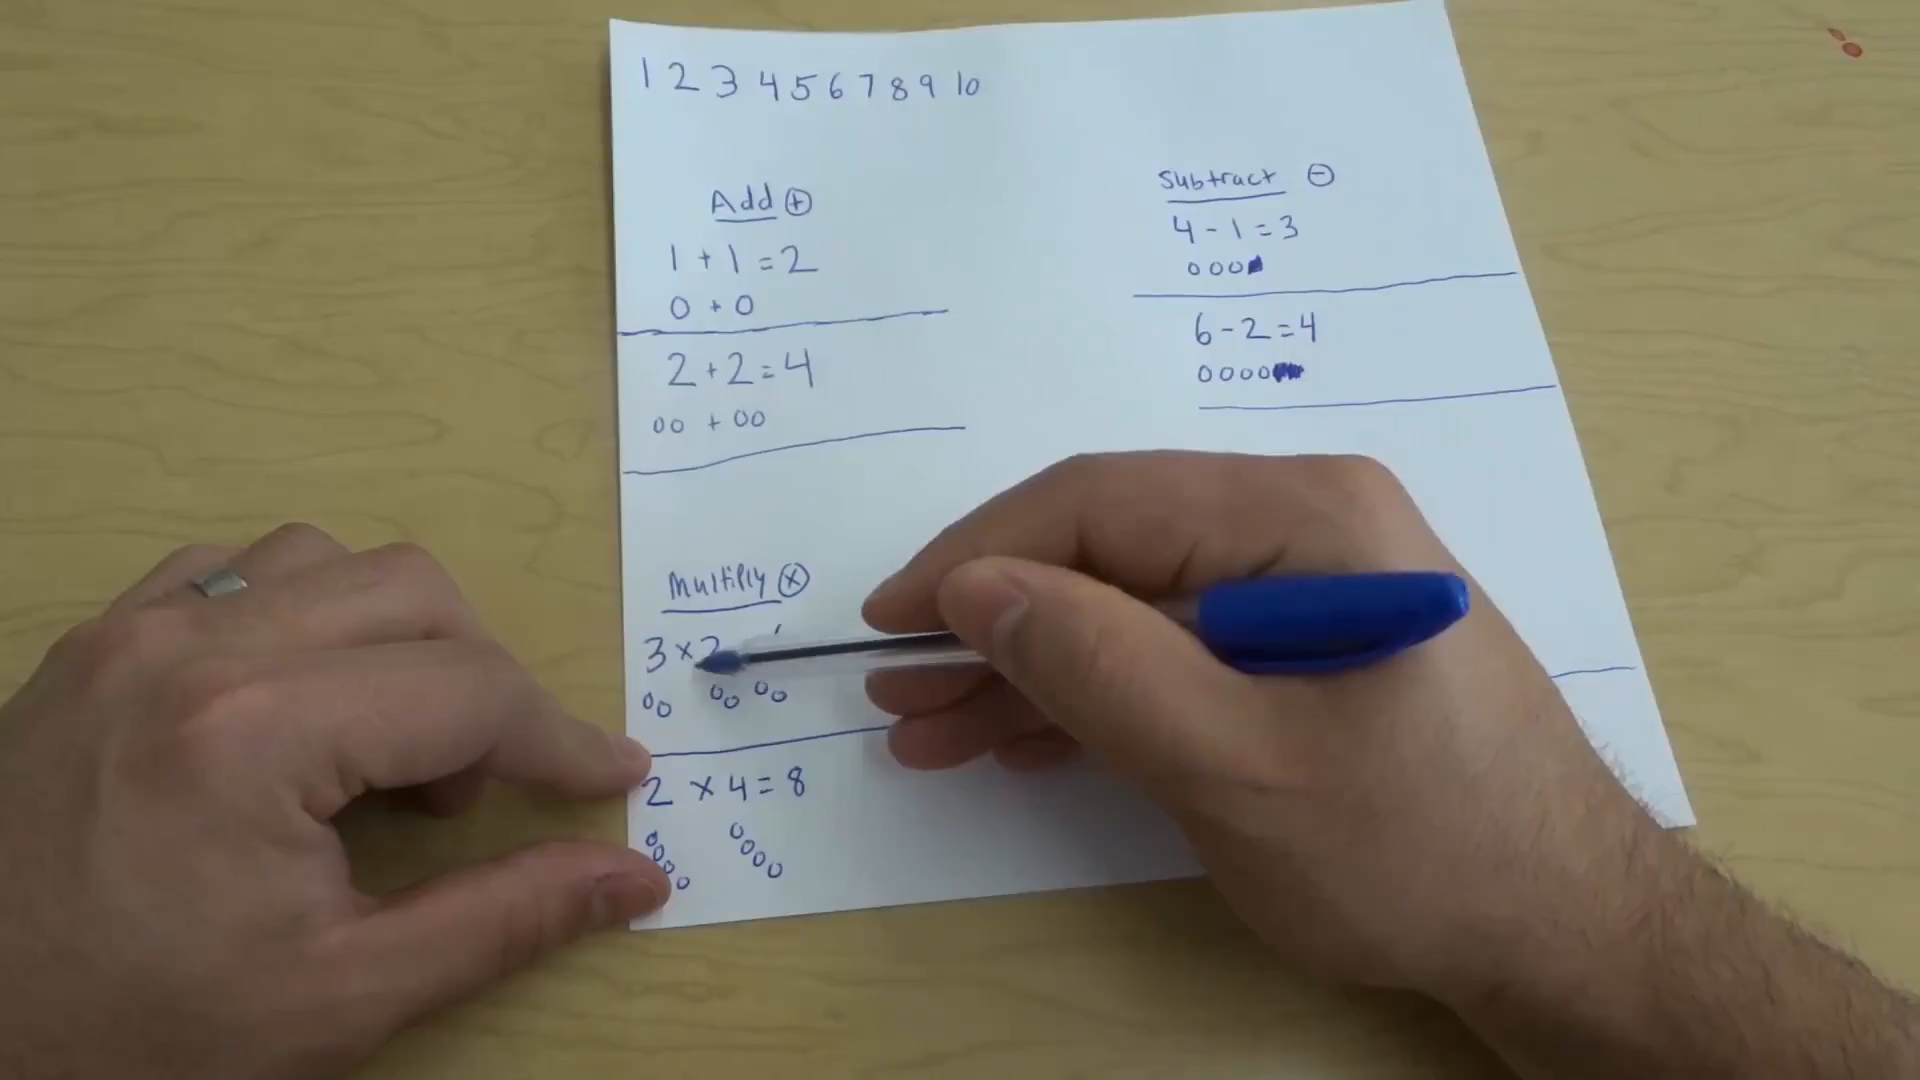 1 2 3 4 5 6 7 8 9 10
Add +
1 + 1 = 2
0 + 0
2 + 2 = 4
00 + 00
Subtract -
4 - 1 = 3
000
6 - 2 = 4
0000
Multiply x
3 x 2
00 00 00
2 x 4 = 8
0000 0000